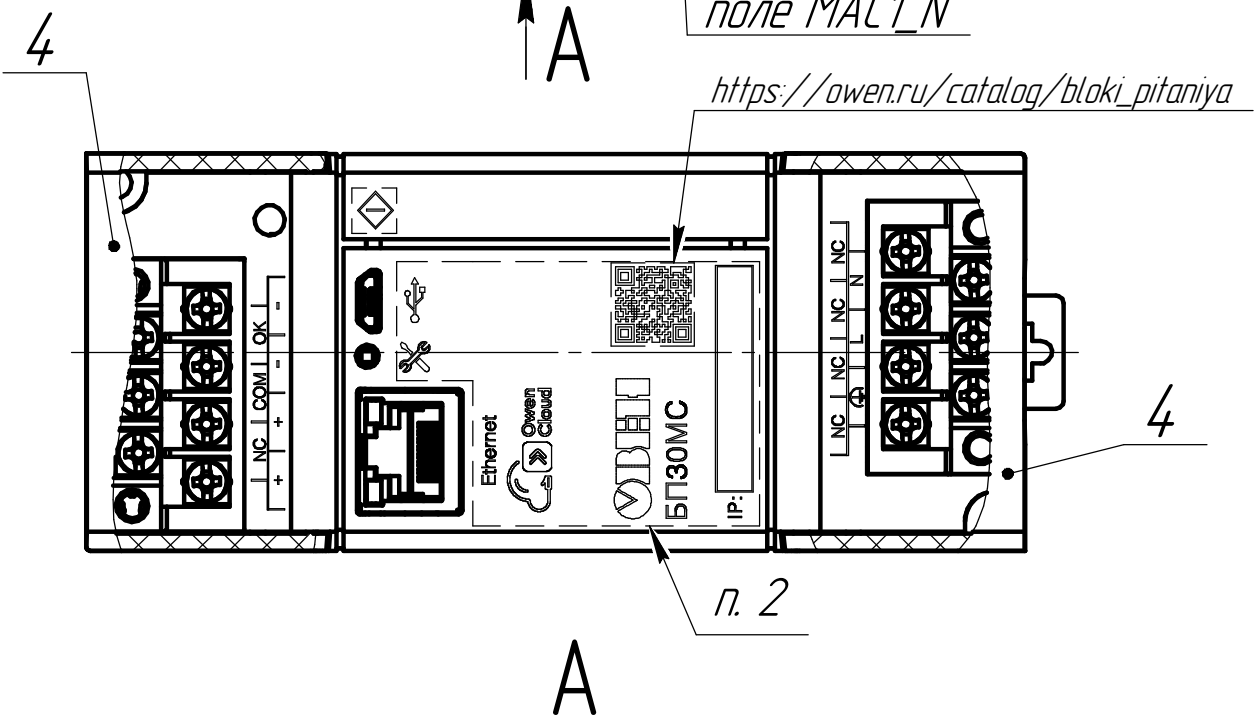 поле MAC1_N
4
А
https://owen.ru/catalog/bloki_pitaniya
-
OK
-
COM
+
NC
+
Ethernet
Owen
Cloud
ОВЕН
БП30МС
IP:
NC
N
NC
L
NC
NC
4
п. 2
А